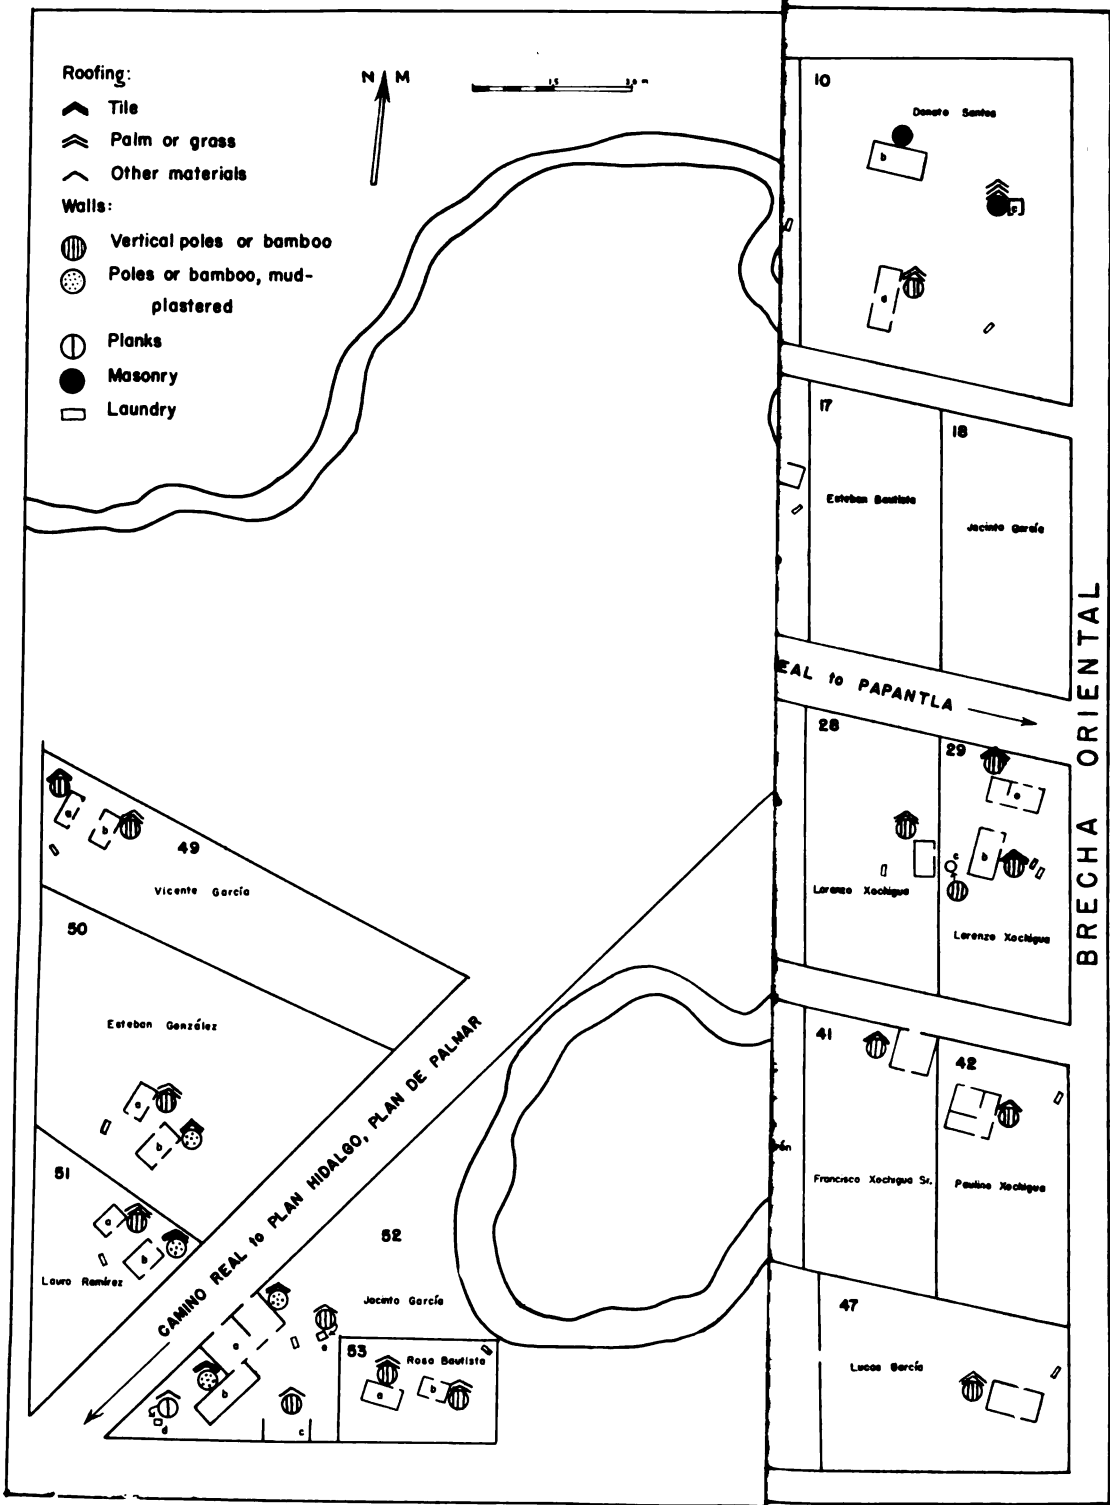 Roofing:
Tile
Palm or grass
Other materials
Walls:
Vertical poles or bamboo
Poles or bamboo, mud-
plastered
Planks
Masonry
Laundry
N M
15
30 m
10
Donato Santos
b
c
a
17
Esteban Bautista
18
Jacinto García
EAL to PAPANTLA
BRECHA ORIENTAL
28
Lorenzo Xochigua
29
a
b
c
Lorenzo Xochigua
41
Francisco Xochigua Sr.
42
Paulino Xochigua
47
Lucas García
49
a
b
Vicente García
50
Esteban González
a
b
51
a
b
Lauro Ramírez
CAMINO REAL to PLAN HIDALGO, PLAN DE PALMAR
52
Jacinto García
a
b
c
d
e
53
Rosa Bautista
a
b